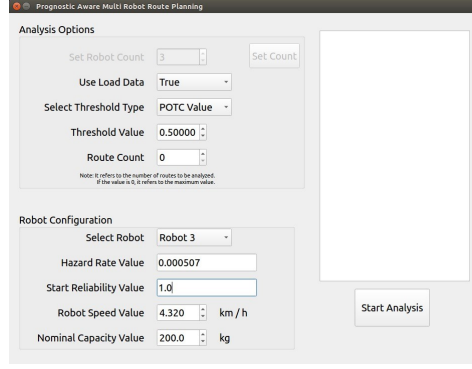 Prognostic Aware Multi Robot Route Planning
Analysis Options
Set Robot Count 3 Set Count
Use Load Data True
Select Threshold Type POTC Value
Threshold Value 0.50000
Route Count 0
Note: It refers to the number of routes to be analyzed.
If the value is 0, it refers to the maximum value.
Robot Configuration
Select Robot Robot 3
Hazard Rate Value 0.000507
Start Reliability Value 1.0
Robot Speed Value 4.320 km / h
Start Analysis
Nominal Capacity Value 200.0 kg